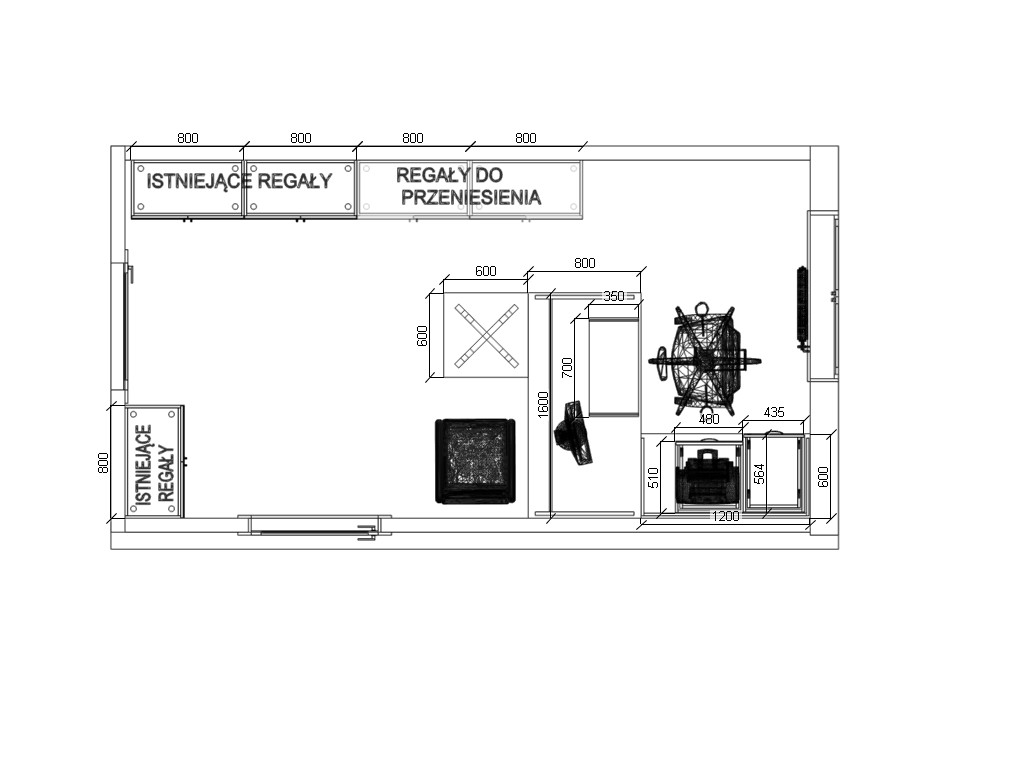 800 800 800 800
ISTNIEJĄCE REGAŁY
REGAŁY DO
PRZENIESIENIA
600
800
350
600
700
1600
480
435
800
ISTNIEJĄCE
REGAŁY
510
564
600
1200